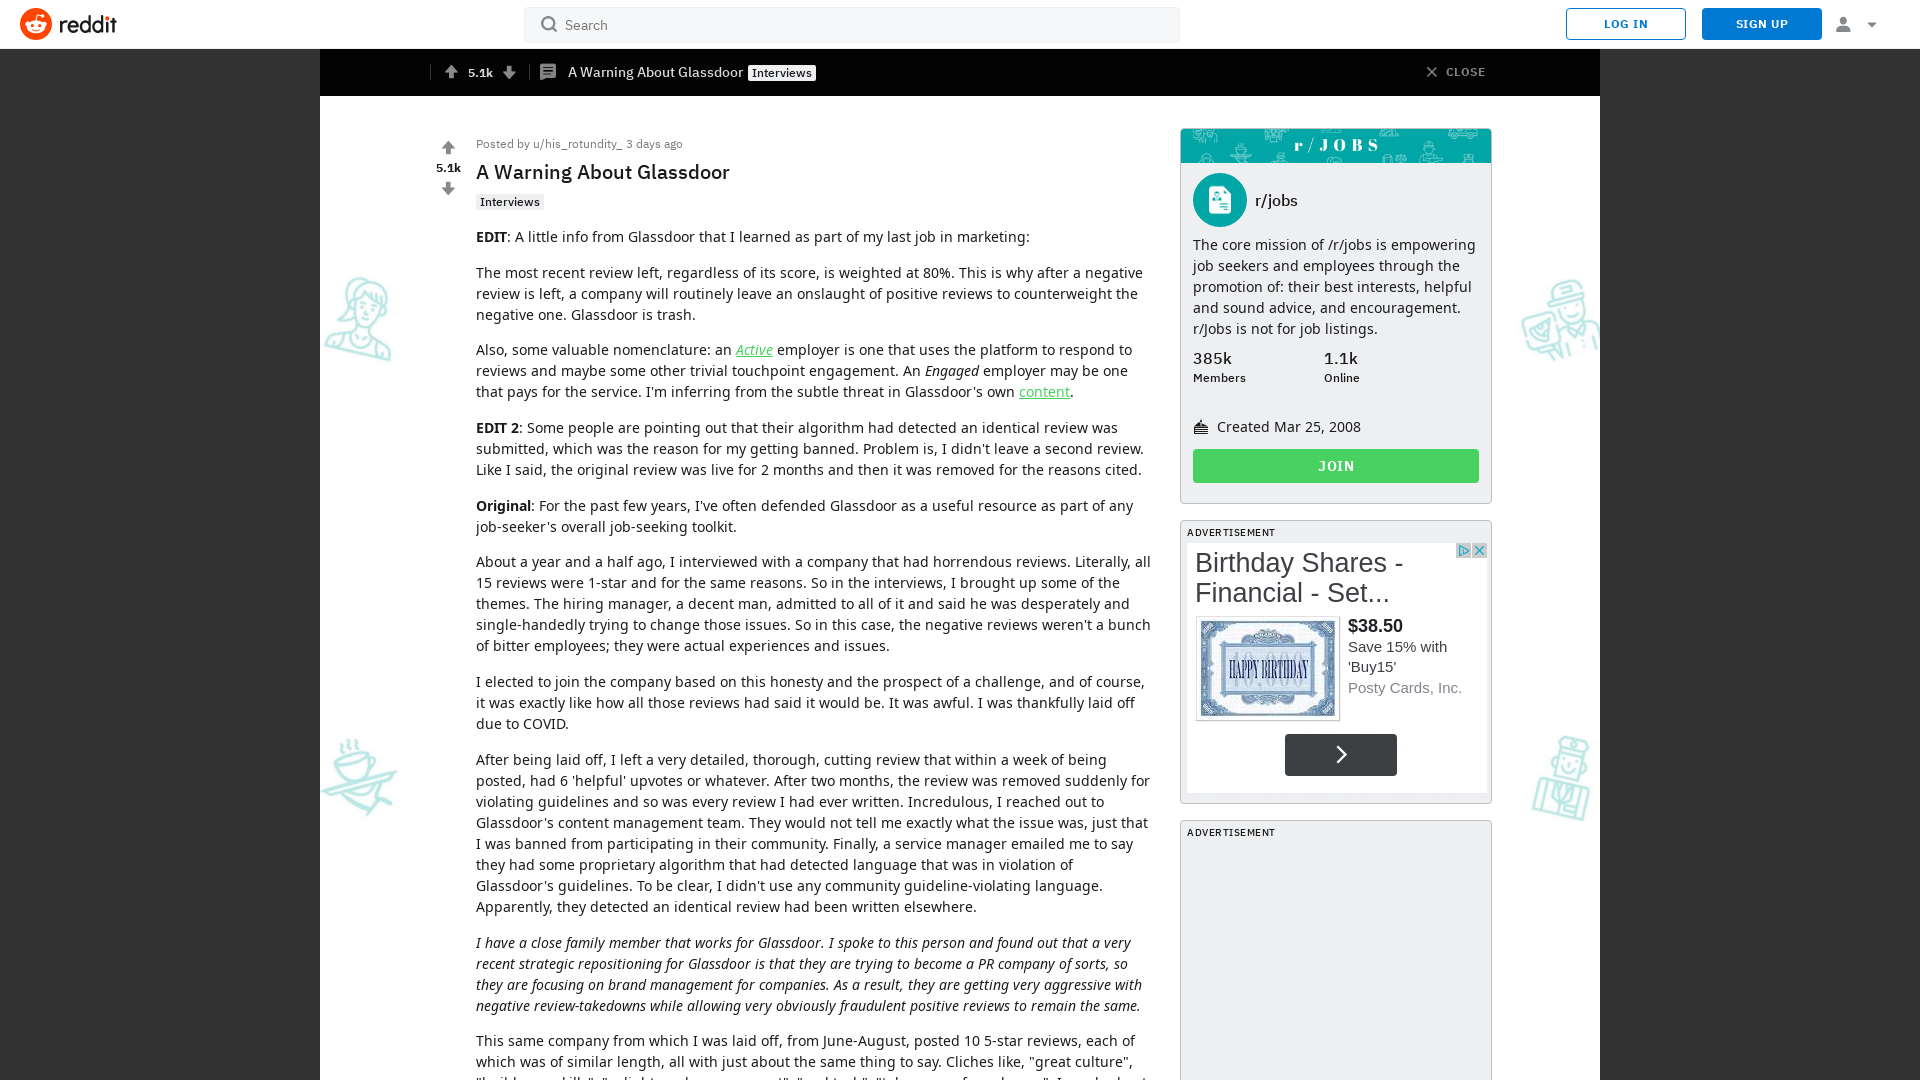 reddit
Search
LOG IN
SIGN UP
5.1k
A Warning About Glassdoor Interviews
CLOSE
Posted by u/his_rotundity_ 3 days ago
5.1k
A Warning About Glassdoor
Interviews
EDIT: A little info from Glassdoor that I learned as part of my last job in marketing:
The most recent review left, regardless of its score, is weighted at 80%. This is why after a negative
review is left, a company will routinely leave an onslaught of positive reviews to counterweight the
negative one. Glassdoor is trash.
Also, some valuable nomenclature: an Active employer is one that uses the platform to respond to
reviews and maybe some other trivial touchpoint engagement. An Engaged employer may be one
that pays for the service. I'm inferring from the subtle threat in Glassdoor's own content.
EDIT 2: Some people are pointing out that their algorithm had detected an identical review was
submitted, which was the reason for my getting banned. Problem is, I didn't leave a second review.
Like I said, the original review was live for 2 months and then it was removed for the reasons cited.
Original: For the past few years, I've often defended Glassdoor as a useful resource as part of any
job-seeker's overall job-seeking toolkit.
About a year and a half ago, I interviewed with a company that had horrendous reviews. Literally, all
15 reviews were 1-star and for the same reasons. So in the interviews, I brought up some of the
themes. The hiring manager, a decent man, admitted to all of it and said he was desperately and
single-handedly trying to change those issues. So in this case, the negative reviews weren't a bunch
of bitter employees; they were actual experiences and issues.
I elected to join the company based on this honesty and the prospect of a challenge, and of course,
it was exactly like how all those reviews had said it would be. It was awful. I was thankfully laid off
due to COVID.
After being laid off, I left a very detailed, thorough, cutting review that within a week of being
posted, had 6 'helpful' upvotes or whatever. After two months, the review was removed suddenly for
violating guidelines and so was every review I had ever written. Incredulous, I reached out to
Glassdoor's content management team. They would not tell me exactly what the issue was, just that
I was banned from participating in their community. Finally, a service manager emailed me to say
they had some proprietary algorithm that had detected language that was in violation of
Glassdoor's guidelines. To be clear, I didn't use any community guideline-violating language.
Apparently, they detected an identical review had been written elsewhere.
I have a close family member that works for Glassdoor. I spoke to this person and found out that a very
recent strategic repositioning for Glassdoor is that they are trying to become a PR company of sorts, so
they are focusing on brand management for companies. As a result, they are getting very aggressive with
negative review-takedowns while allowing very obviously fraudulent positive reviews to remain the same.
This same company from which I was laid off, from June-August, posted 10 5-star reviews, each of
which was of similar length, all with just about the same thing to say. Cliches like, "great culture",
r/JOBS
r/jobs
The core mission of /r/jobs is empowering
job seekers and employees through the
promotion of: their best interests, helpful
and sound advice, and encouragement.
r/Jobs is not for job listings.
385k
Members
1.1k
Online
Created Mar 25, 2008
JOIN
ADVERTISEMENT
Birthday Shares -
Financial - Set...
HAPPY BIRTHDAY
$38.50
Save 15% with
'Buy15'
Posty Cards, Inc.
ADVERTISEMENT